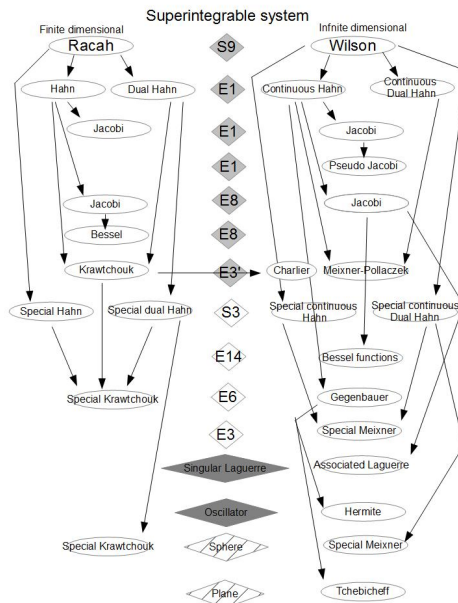 Superintegrable system
Finite dimensional
Infnite dimensional
Racah
S9
Wilson
Hahn
Dual Hahn
E1
Continuous Hahn
Continuous
Dual Hahn
Jacobi
E1
Jacobi
E1
Pseudo Jacobi
Jacobi
E8
Jacobi
Bessel
E8
Krawtchouk
E3'
Charlier
Meixner-Pollaczek
Special Hahn
Special dual Hahn
S3
Special continuous
Hahn
Special continuous
Dual Hahn
E14
Bessel functions
Special Krawtchouk
E6
Gegenbauer
E3
Special Meixner
Singular Laguerre
Associated Laguerre
Oscillator
Hermite
Special Krawtchouk
Sphere
Special Meixner
Plane
Tchebicheff